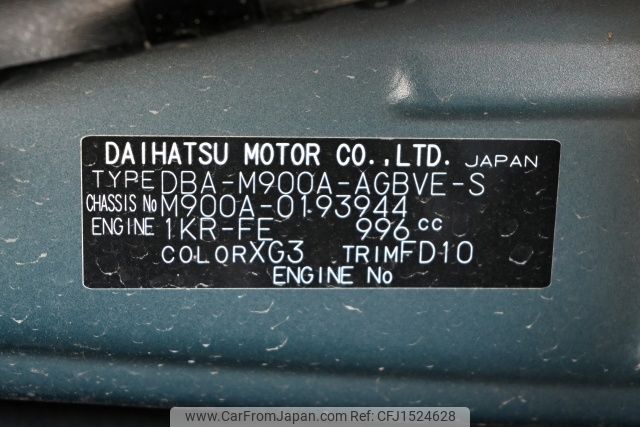 DAIHATSU MOTOR CO.,LTD. JAPAN
TYPE DBA-M900A-AGBVE-S
CHASSIS No M900A-0193944
ENGINE 1KR-FE 996 cc
COLOR XG3 TRIM FD10
ENGINE No
www.CarFromJapan.com - CFJ1524628